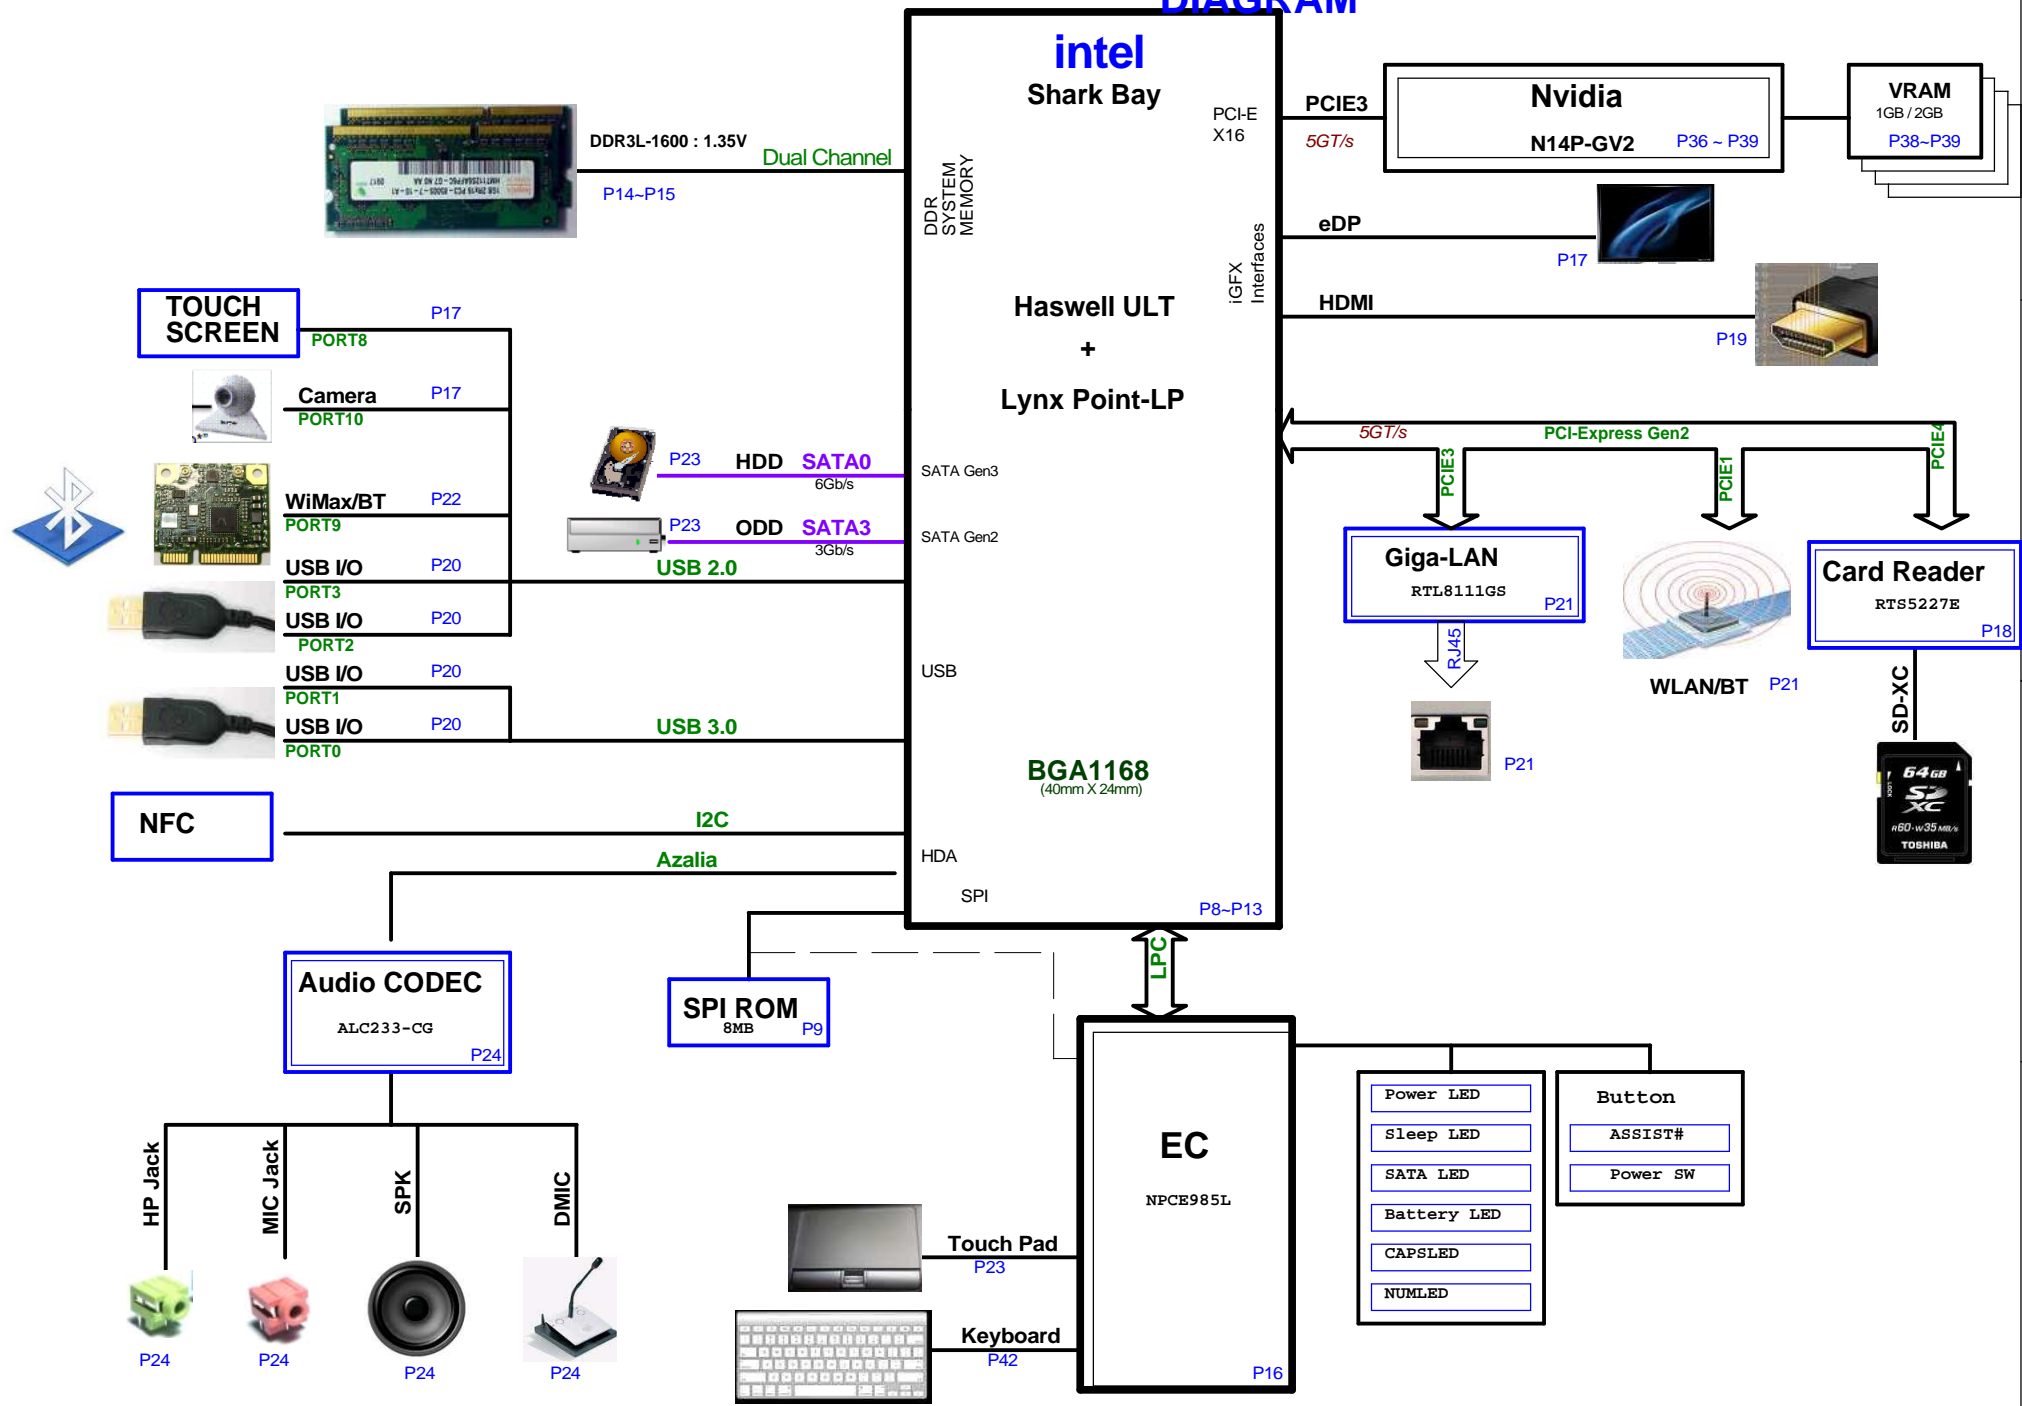 DIAGRAM
intel
Shark Bay
PCI-E
X16
PCIE3
5GT/s
Nvidia
N14P-GV2
P36 ~ P39
VRAM
1GB / 2GB
P38~P39
DDR3L-1600 : 1.35V
Dual Channel
P14~P15
DDR
SYSTEM
MEMORY
iGFX
Interfaces
eDP
P17
HDMI
P19
TOUCH
SCREEN
P17
PORT8
Camera
P17
PORT10
WiMax/BT
P22
PORT9
USB I/O
P20
PORT3
USB I/O
P20
PORT2
USB I/O
P20
PORT1
USB I/O
P20
PORT0
USB 2.0
USB 3.0
P23
HDD
SATA0
6Gb/s
SATA Gen3
P23
ODD
SATA3
3Gb/s
SATA Gen2
Haswell ULT
+
Lynx Point-LP
USB
BGA1168
(40mm X 24mm)
5GT/s
PCI-Express Gen2
PCIE3
PCIE1
PCIE4
Giga-LAN
RTL8111GS
P21
RJ45
P21
WLAN/BT
P21
Card Reader
RTS5227E
P18
SD-XC
64GB
LOCK
SD
XC
R60-W35 MB/s
TOSHIBA
NFC
I2C
Azalia
HDA
SPI
P8~P13
LPC
Audio CODEC
ALC233-CG
P24
SPI ROM
8MB
P9
HP Jack
MIC Jack
SPK
DMIC
P24
P24
P24
P24
EC
NPCE985L
P16
Touch Pad
P23
Keyboard
P42
Power LED
Sleep LED
SATA LED
Battery LED
CAPSLED
NUMLED
Button
ASSIST#
Power SW